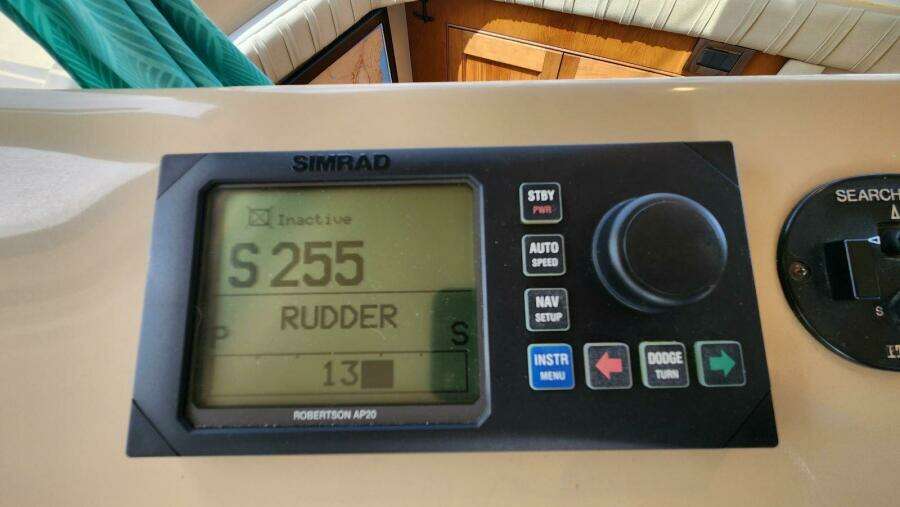 SIMRAD
Inactive
S 255
RUDDER
P S
13
ROBERTSON AP20
STBY
PWR
AUTO
SPEED
NAV
SETUP
INSTR
MENU
DODGE
TURN
SEARCH
S